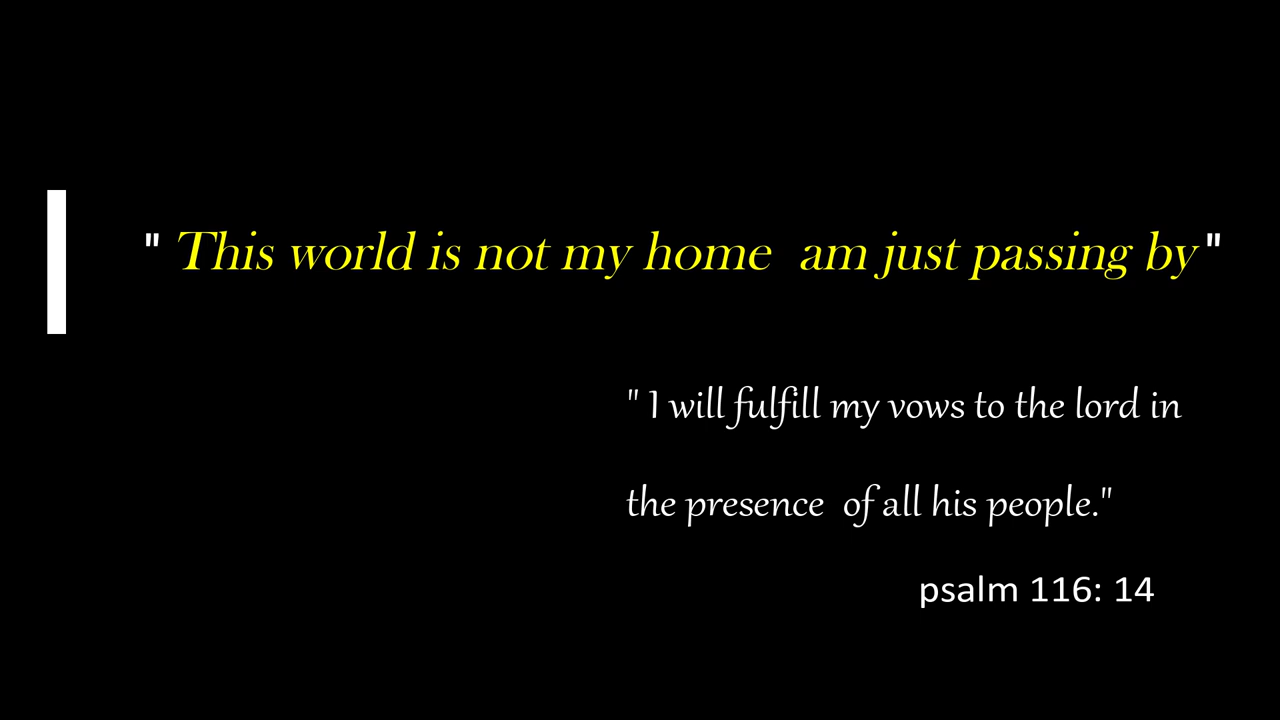 " This world is not my home  am just passing by "
" I will fulfill my vows to the lord in
the presence  of all his people."
psalm 116: 14